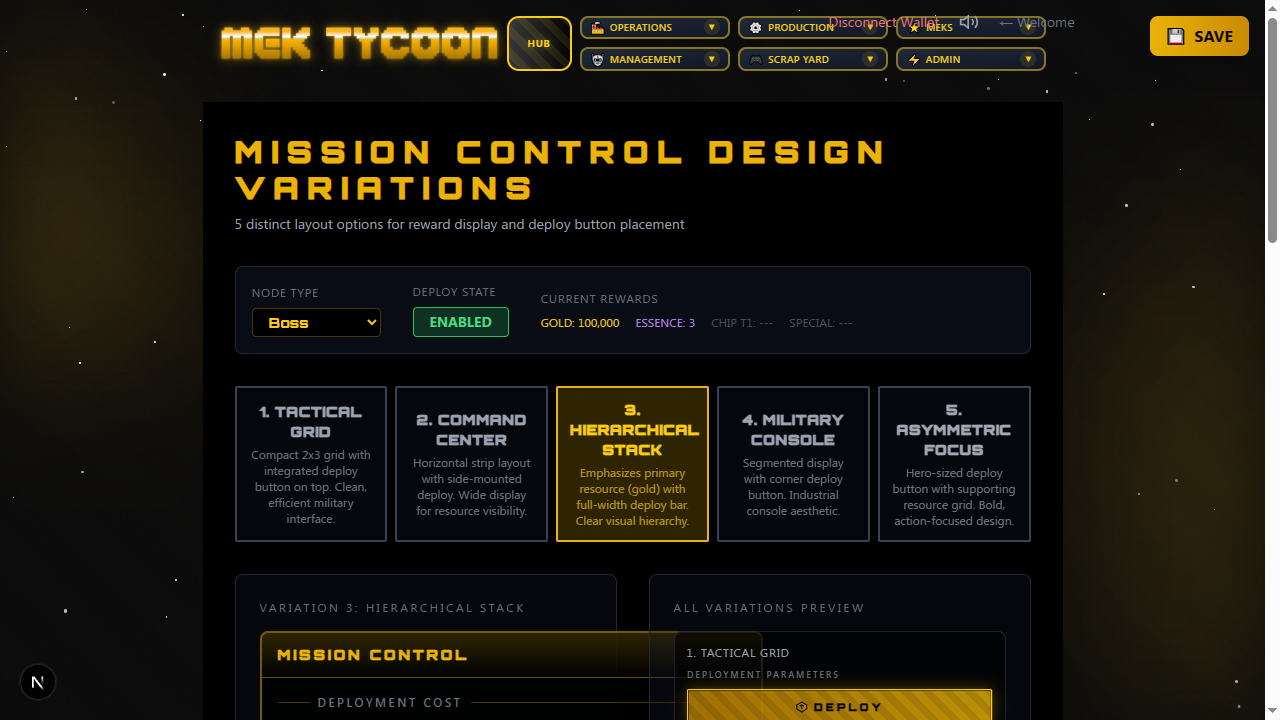 MEK TYCOON
HUB
OPERATIONS ▼
PRODUCTION ▼
★ MEKS ▼
Disconnect Wallet
← Welcome
MANAGEMENT ▼
SCRAP YARD ▼
ADMIN ▼
SAVE
MISSION CONTROL DESIGN
VARIATIONS
5 distinct layout options for reward display and deploy button placement
NODE TYPE
Boss
DEPLOY STATE
ENABLED
CURRENT REWARDS
GOLD: 100,000 ESSENCE: 3 CHIP T1: --- SPECIAL: ---
1. TACTICAL
GRID
Compact 2x3 grid with
integrated deploy
button on top. Clean,
efficient military
interface.
2. COMMAND
CENTER
Horizontal strip layout
with side-mounted
deploy. Wide display
for resource visibility.
3.
HIERARCHICAL
STACK
Emphasizes primary
resource (gold) with
full-width deploy bar.
Clear visual hierarchy.
4. MILITARY
CONSOLE
Segmented display
with corner deploy
button. Industrial
console aesthetic.
5.
ASYMMETRIC
FOCUS
Hero-sized deploy
button with supporting
resource grid. Bold,
action-focused design.
VARIATION 3: HIERARCHICAL STACK
MISSION CONTROL
DEPLOYMENT COST
ALL VARIATIONS PREVIEW
1. TACTICAL GRID
DEPLOYMENT PARAMETERS
DEPLOY
N